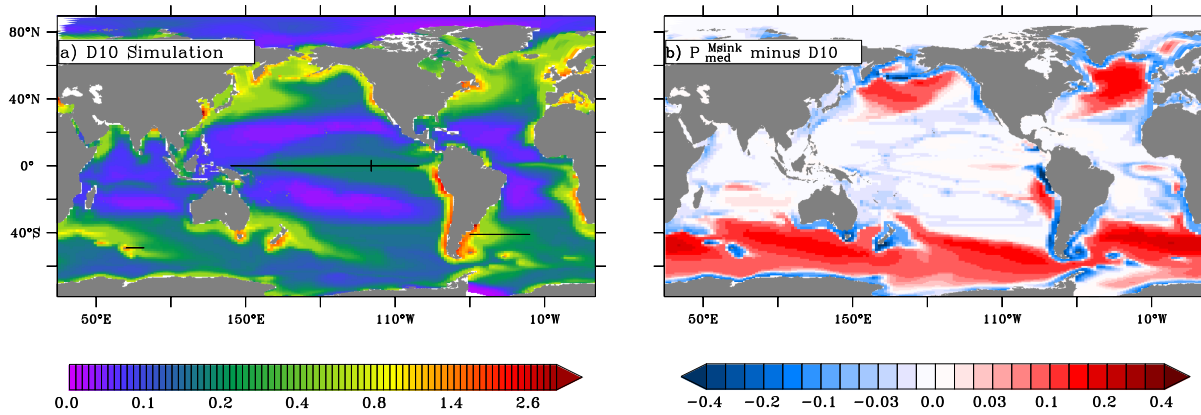 a) D10 Simulation
80°N
40°N
0°
40°S
50°E 150°E 110°W 10°W
0.0 0.1 0.2 0.4 0.8 1.4 2.6
b) P Msink med minus D10
50°E 150°E 110°W 10°W
-0.4 -0.2 -0.1 -0.03 0.0 0.03 0.1 0.2 0.4